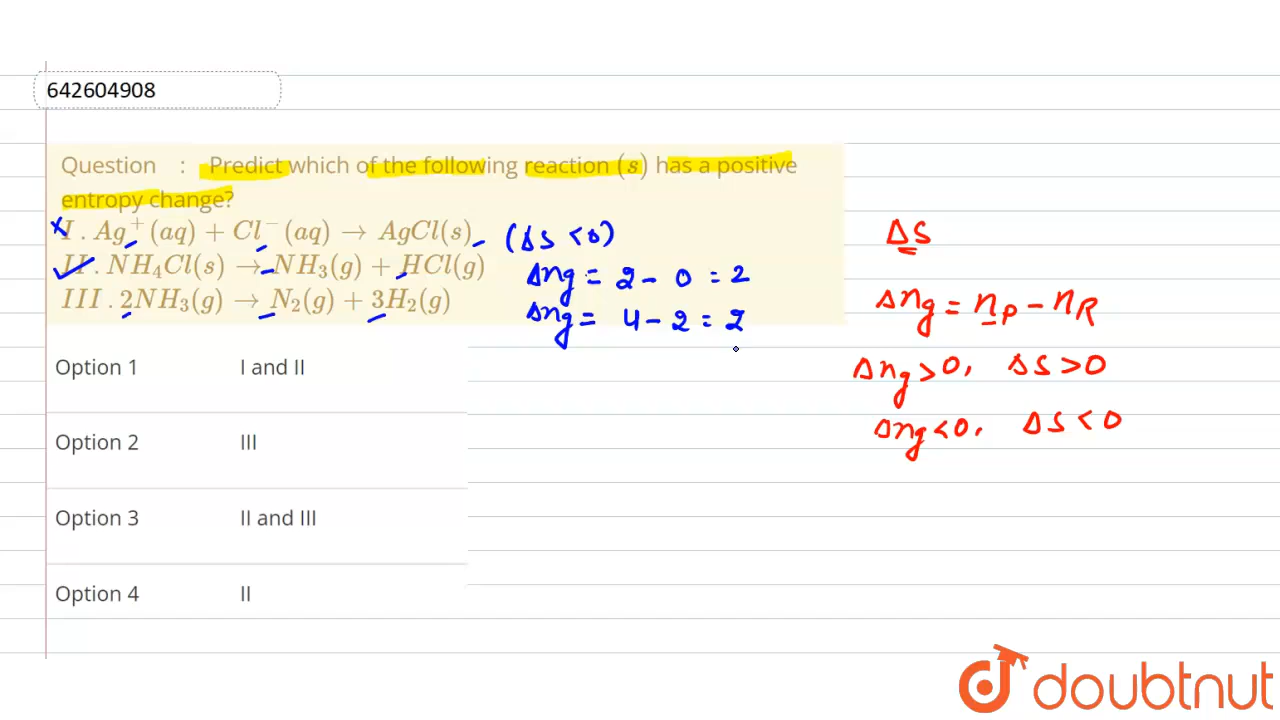 642604908
Question : Predict which of the following reaction (s) has a positive
entropy change?
I . Ag⁺(aq) + Cl⁻(aq) → AgCl(s) (ΔS < 0)
II . NH₄Cl(s) → NH₃(g) + HCl(g) Δng = 2 - 0 = 2
III . 2NH₃(g) → N₂(g) + 3H₂(g) Δng = 4 - 2 = 2
Option 1 I and II
Option 2 III
Option 3 II and III
Option 4 II
ΔS
Δng = nP - nR
Δng > 0, ΔS > 0
Δng < 0, ΔS < 0
doubtnut